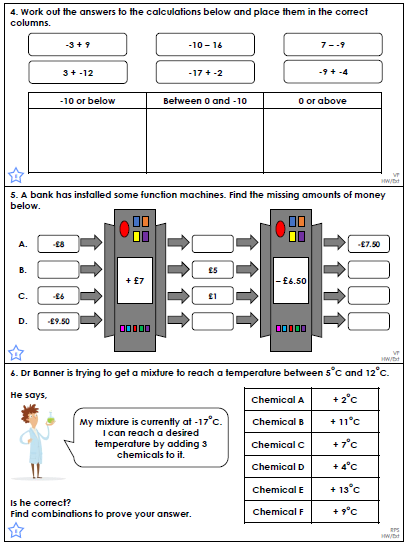 4. Work out the answers to the calculations below and place them in the correct
columns.
-3 + 9
-10 – 16
7 – -9
3 + -12
-17 + -2
-9 + -4
-10 or below
Between 0 and -10
0 or above
VF
HW/Ext
5. A bank has installed some function machines. Find the missing amounts of money
below.
A.
-£8
-£7.50
B.
£5
+ £7
– £6.50
C.
-£6
£1
D.
-£9.50
VF
HW/Ext
6. Dr Banner is trying to get a mixture to reach a temperature between 5°C and 12°C.
He says,
My mixture is currently at -17°C.
I can reach a desired
temperature by adding 3
chemicals to it.
Is he correct?
Find combinations to prove your answer.
Chemical A + 2°C
Chemical B + 11°C
Chemical C + 7°C
Chemical D + 4°C
Chemical E + 13°C
Chemical F + 9°C
RPS
HW/Ext